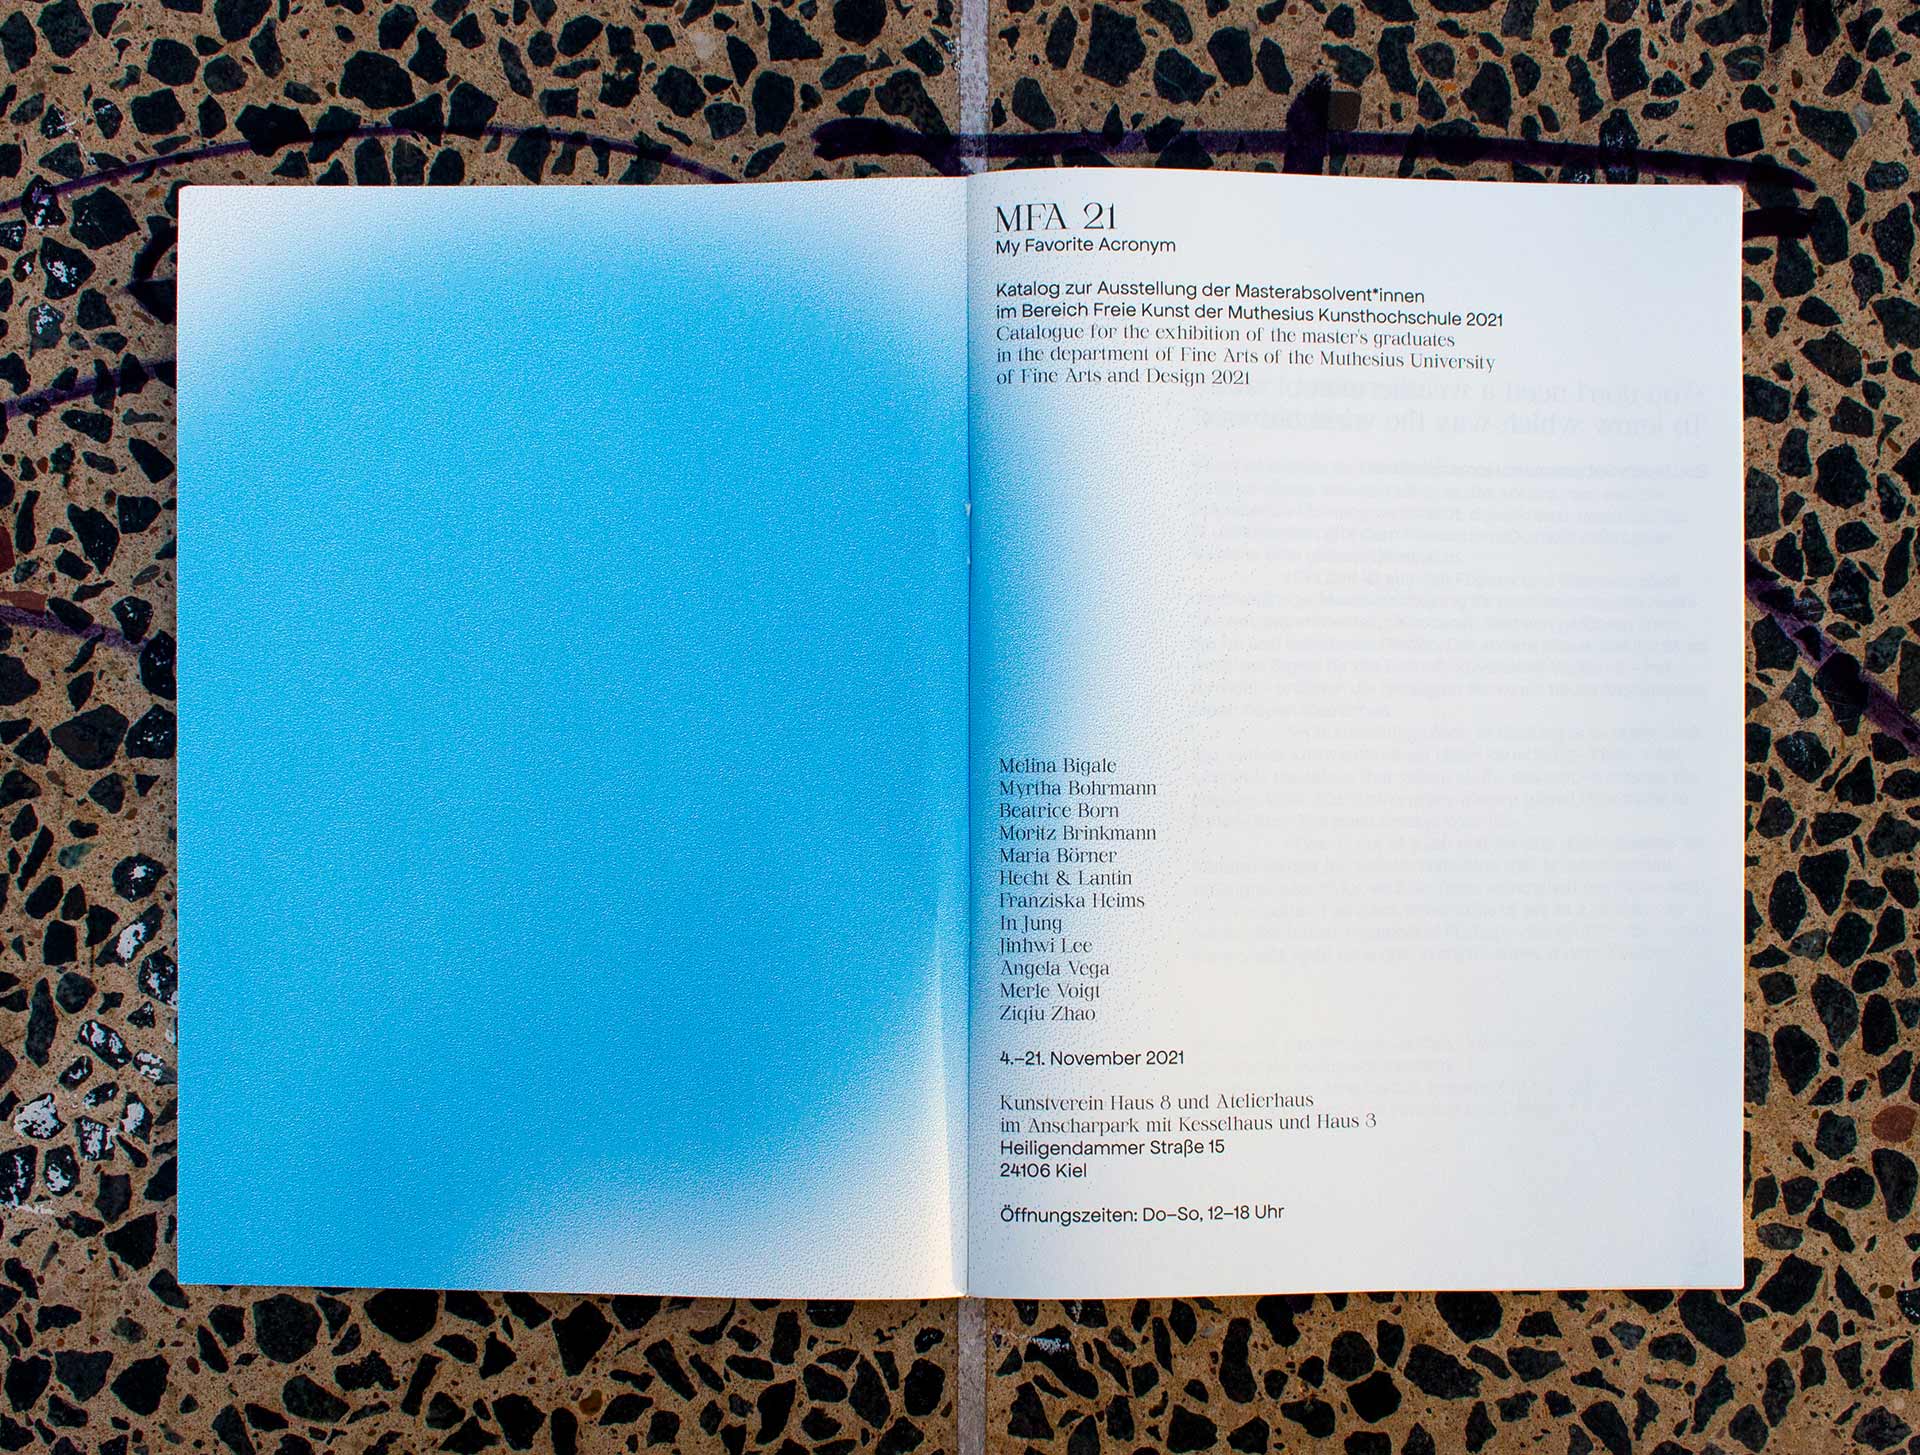 MFA 21
My Favorite Acronym
Katalog zur Ausstellung der Masterabsolvent*innen
im Bereich Freie Kunst der Muthesius Kunsthochschule 2021
Catalogue for the exhibition of the master's graduates
in the department of Fine Arts of the Muthesius University
of Fine Arts and Design 2021
Melina Bigale
Myrtha Bohrmann
Beatrice Born
Moritz Brinkmann
Maria Börner
Hecht & Lantin
Franziska Heims
In Jung
Jinhwi Lee
Angela Vega
Merle Voigt
Ziqiu Zhao
4.–21. November 2021
Kunstverein Haus 8 und Atelierhaus
im Anscharpark mit Kesselhaus und Haus 3
Heiligendammer Straße 15
24106 Kiel
Öffnungszeiten: Do–So, 12–18 Uhr